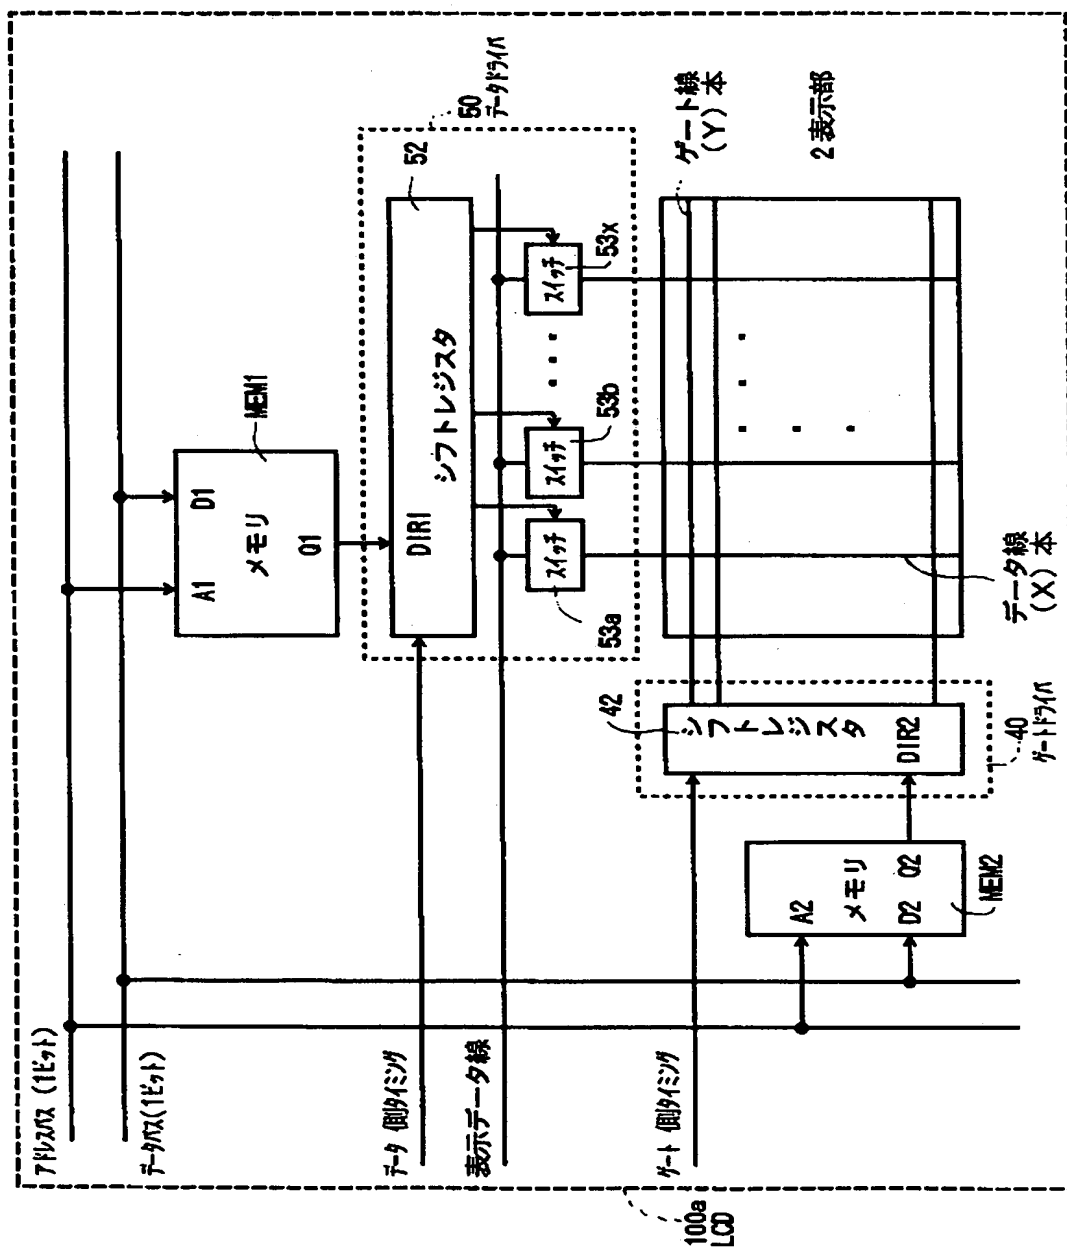 アドレスバス (1ビット)
データバス(1ビット)
データ 側タイミング
表示データ線
ゲート 側タイミング
100a
LCD
A1
D1
メモリ
Q1
MEM1
50
データドライバ
52
DIR1
シフトレジスタ
スイッチ
53a
スイッチ
53b
スイッチ
53x
A2
メモリ
D2
Q2
MEM2
42
シフトレジスタ
DIR2
40
ゲートドライバ
ゲート線
(Y) 本
2 表示部
データ線
(X) 本